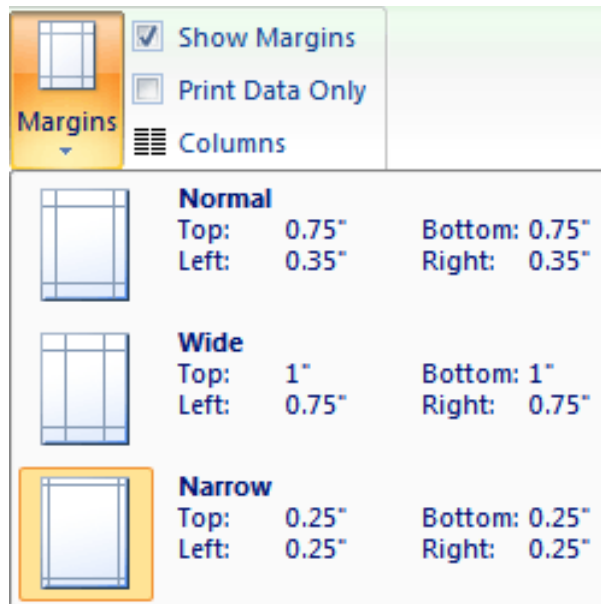 Margins
Show Margins
Print Data Only
Columns
Normal
Top: 0.75" Bottom: 0.75"
Left: 0.35" Right: 0.35"
Wide
Top: 1" Bottom: 1"
Left: 0.75" Right: 0.75"
Narrow
Top: 0.25" Bottom: 0.25"
Left: 0.25" Right: 0.25"